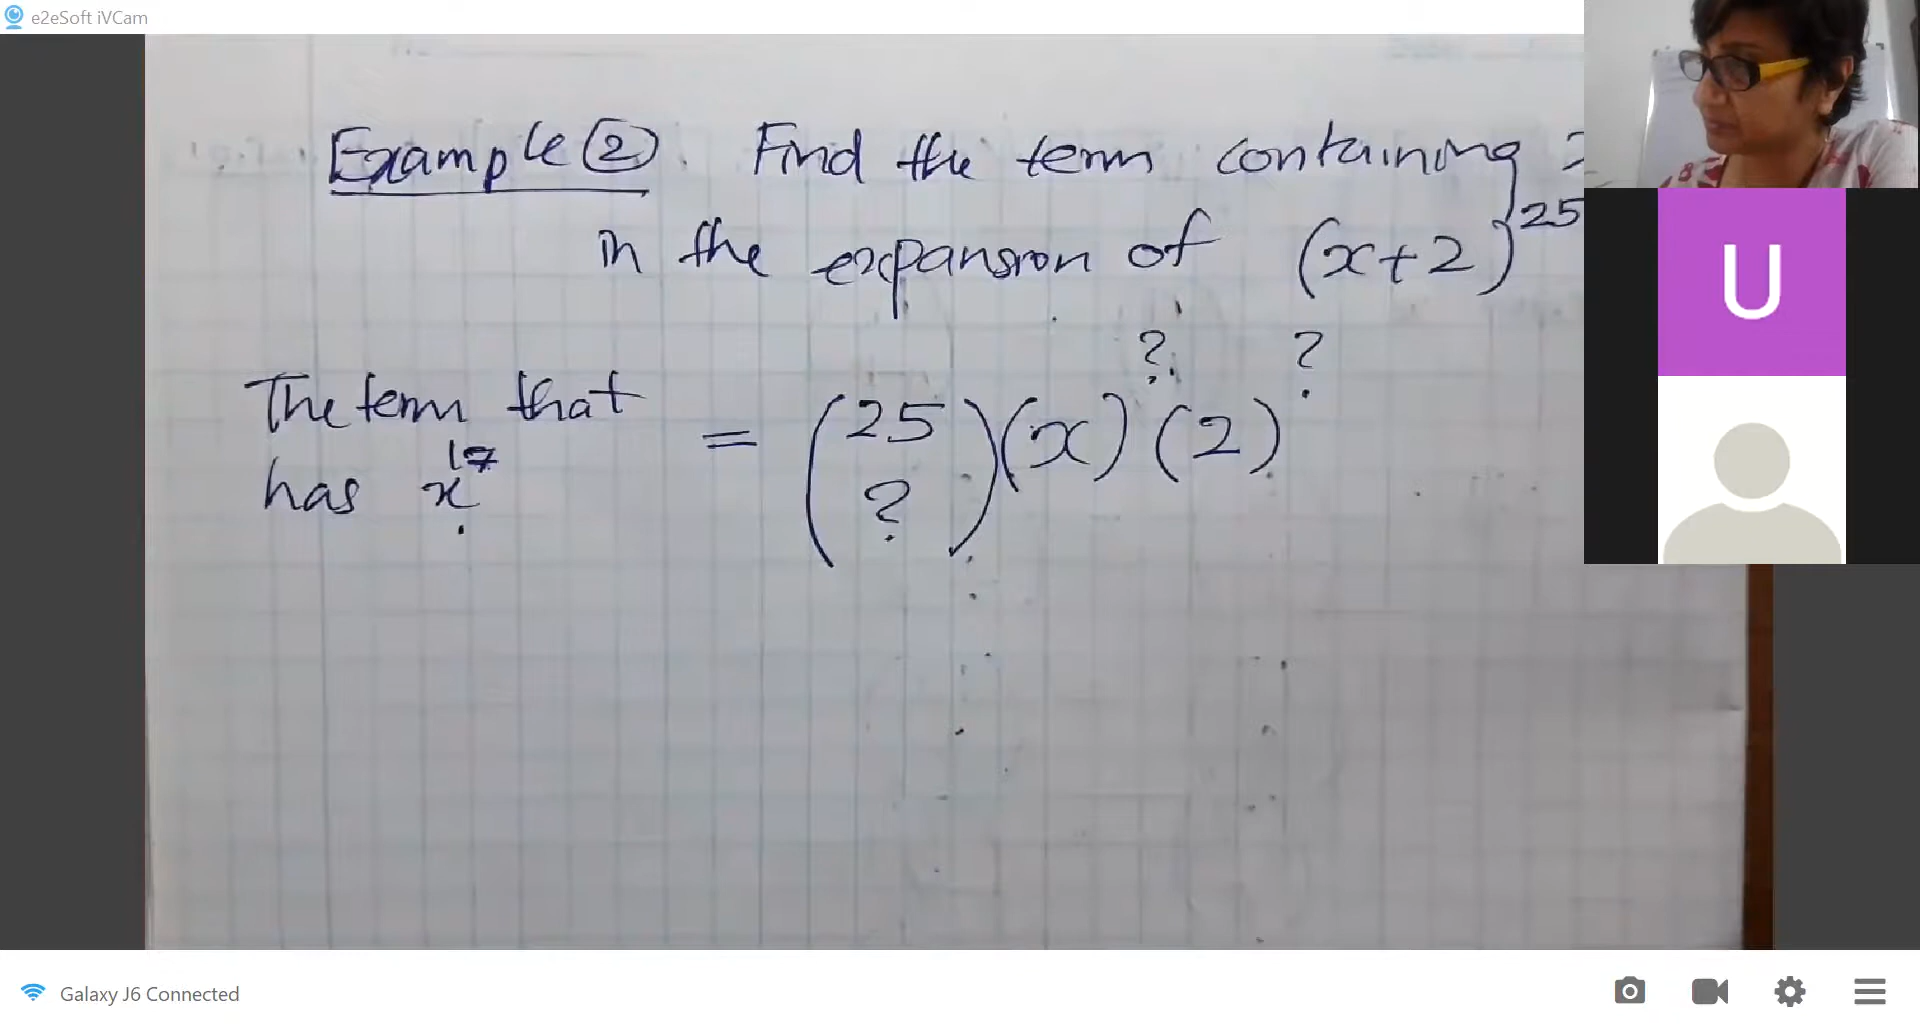 e2eSoft iVCam
Example ②. Find the term containing
in the expansion of (x+2)^25
The term that has x^17 = (25 ?) (x)^? (2)^?
U
Galaxy J6 Connected